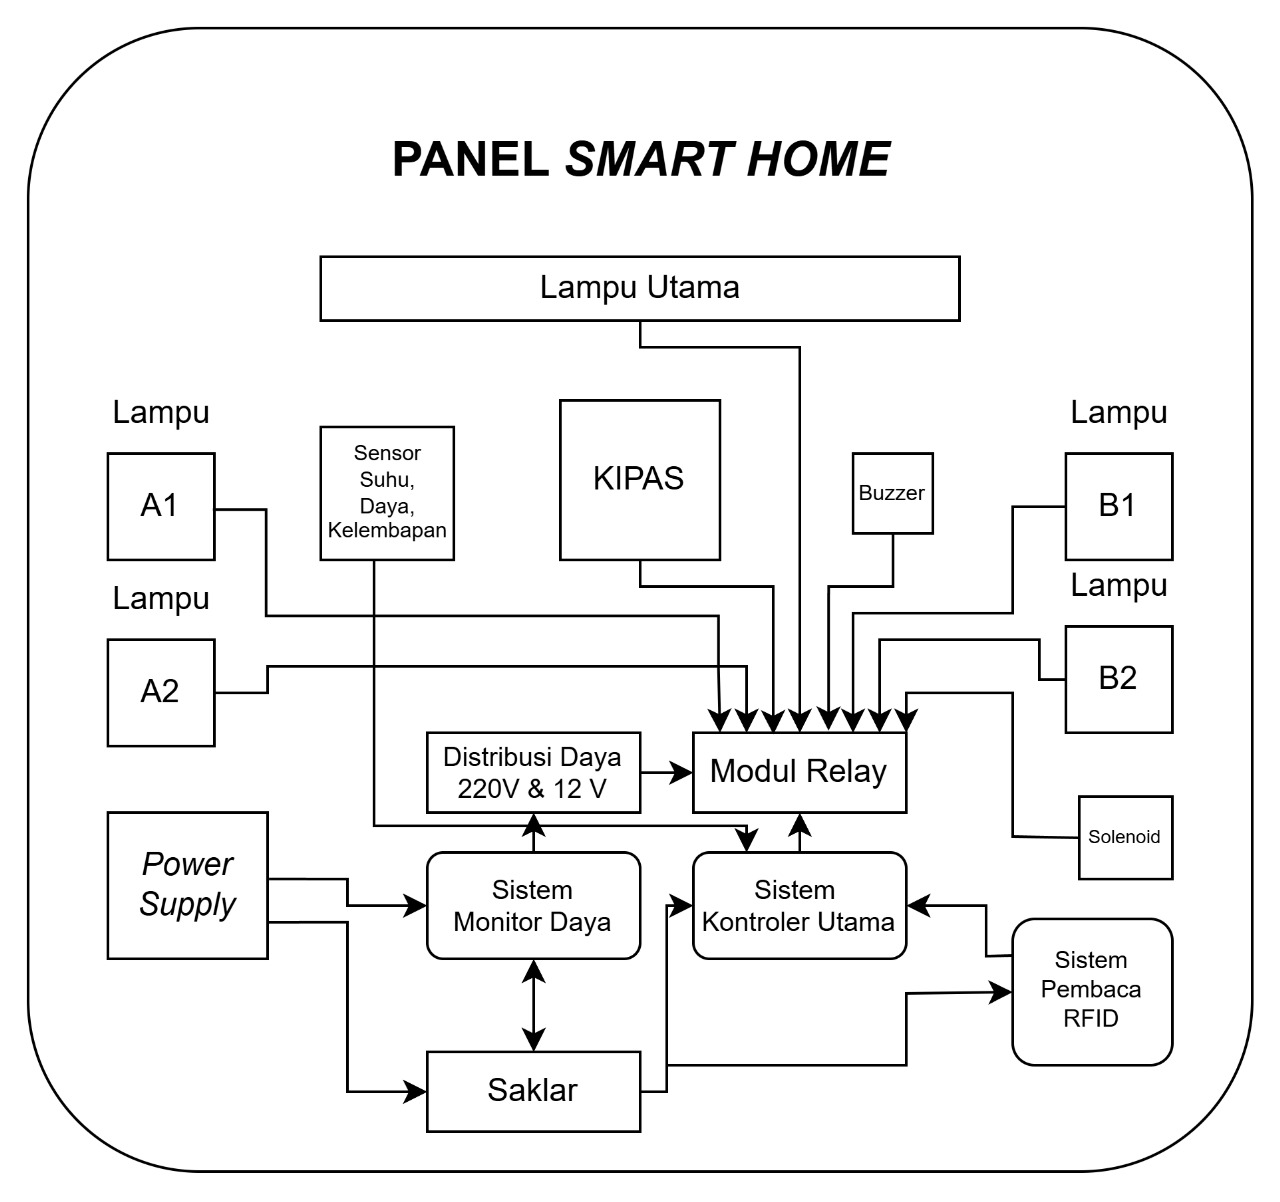 PANEL SMART HOME
Lampu Utama
Lampu
A1
Sensor
Suhu,
Daya,
Kelembapan
KIPAS
Buzzer
Lampu
B1
Lampu
A2
Lampu
B2
Distribusi Daya
220V & 12 V
Modul Relay
Solenoid
Power
Supply
Sistem
Monitor Daya
Sistem
Kontroler Utama
Sistem
Pembaca
RFID
Saklar